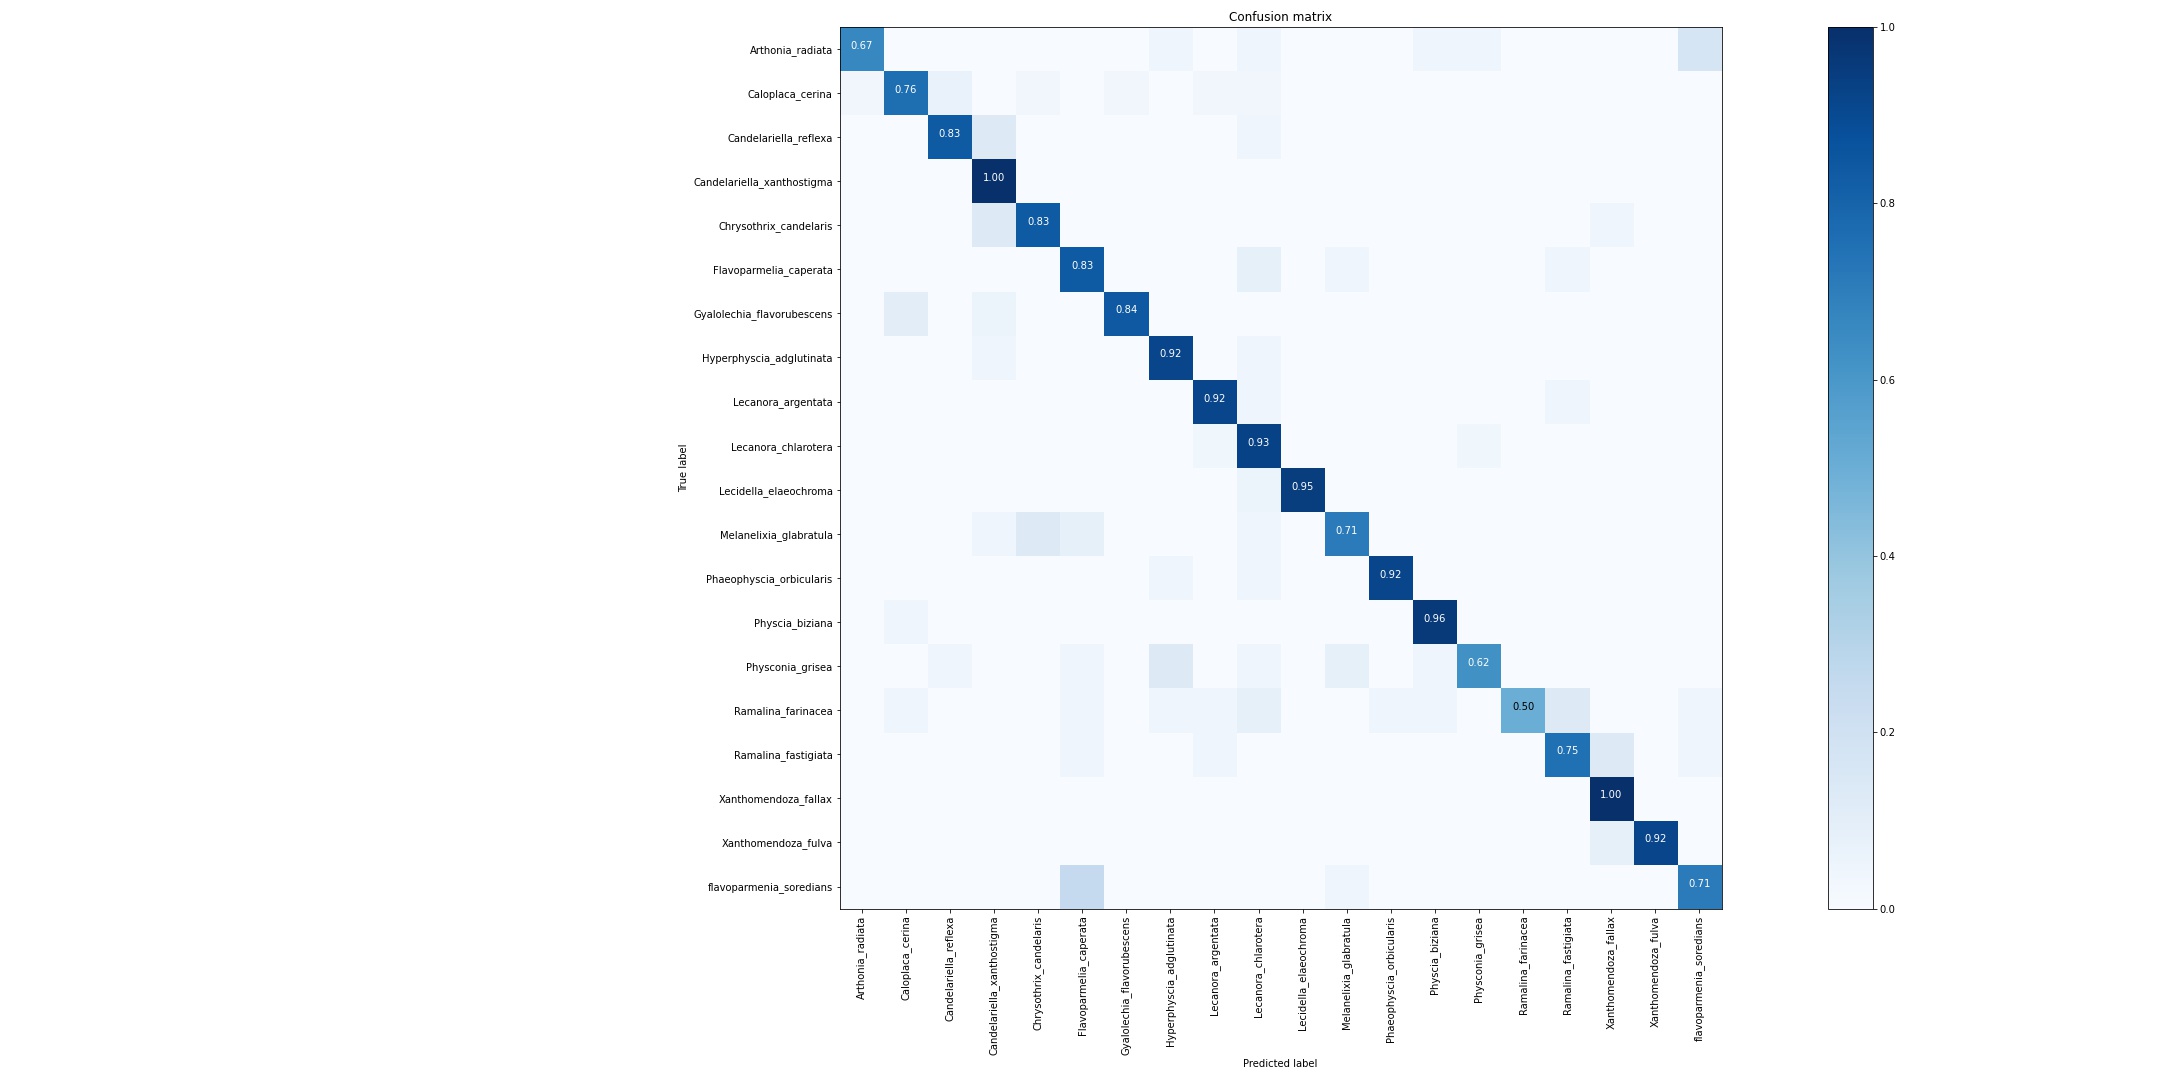 Confusion matrix
Arthonia_radiata
0.67
Caloplaca_cerina
0.76
Candelariella_reflexa
0.83
Candelariella_xanthostigma
1.00
Chrysothrix_candelaris
0.83
Flavoparmelia_caperata
0.83
Gyalolechia_flavorubescens
0.84
Hyperphyscia_adglutinata
0.92
Lecanora_argentata
0.92
Lecanora_chlarotera
0.93
Lecidella_elaeochroma
0.95
Melanelixia_glabratula
0.71
Phaeophyscia_orbicularis
0.92
Physcia_biziana
0.96
Physconia_grisea
0.62
Ramalina_farinacea
0.50
Ramalina_fastigiata
0.75
Xanthomendoza_fallax
1.00
Xanthomendoza_fulva
0.92
flavoparmenia_soredians
0.71
True label
Arthonia_radiata
Caloplaca_cerina
Candelariella_reflexa
Candelariella_xanthostigma
Chrysothrix_candelaris
Flavoparmelia_caperata
Gyalolechia_flavorubescens
Hyperphyscia_adglutinata
Lecanora_argentata
Lecanora_chlarotera
Lecidella_elaeochroma
Melanelixia_glabratula
Phaeophyscia_orbicularis
Physcia_biziana
Physconia_grisea
Ramalina_farinacea
Ramalina_fastigiata
Xanthomendoza_fallax
Xanthomendoza_fulva
flavoparmenia_soredians
Predicted label
1.0
0.8
0.6
0.4
0.2
0.0